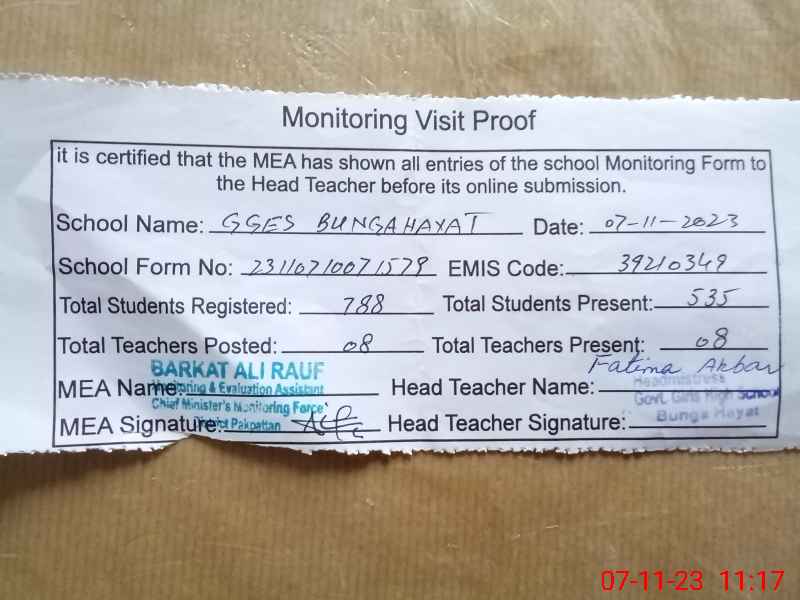 Monitoring Visit Proof
it is certified that the MEA has shown all entries of the school Monitoring Form to
the Head Teacher before its online submission.
School Name: GGES BUNGAHAYAT Date: 07-11-2023
School Form No: 23110710071579 EMIS Code: 39210349
Total Students Registered: 788 Total Students Present: 535
Total Teachers Posted: 08 Total Teachers Present: 08
BARKAT ALI RAUF Fatima Akbar
MEA Name: Monitoring & Evaluation Assistant Head Teacher Name: Headmistress
Chief Minister's Monitoring Force Govt. Girls High School
MEA Signature: District Pakpattan Head Teacher Signature: Bunga Hayat
07-11-23 11:17